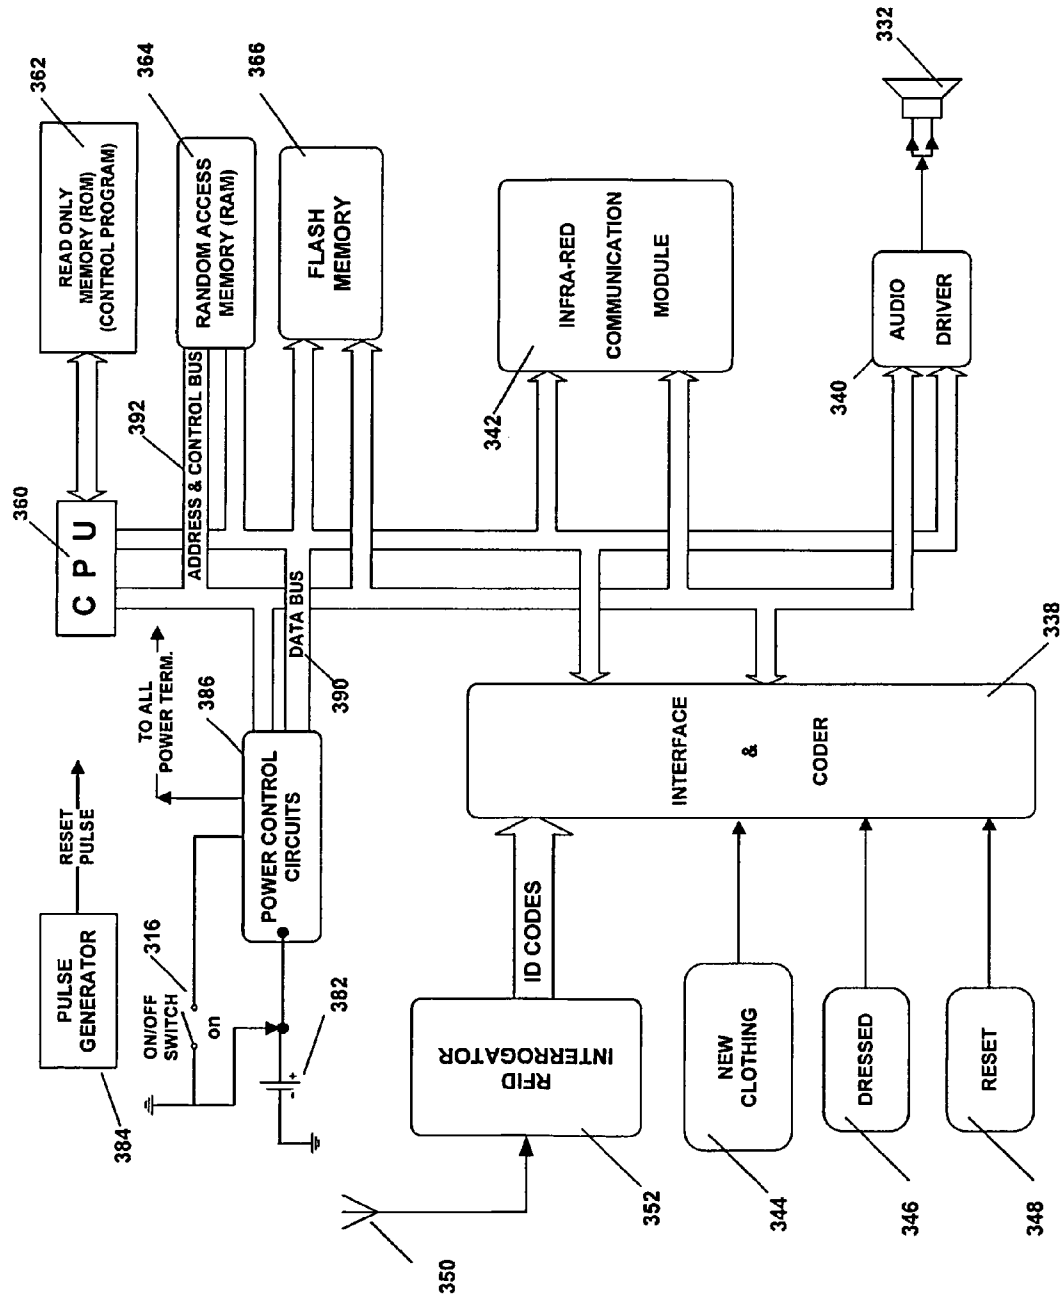 362
READ ONLY
MEMORY (ROM)
(CONTROL PROGRAM)
364
RANDOM ACCESS
MEMORY (RAM)
366
FLASH
MEMORY
INFRA-RED
COMMUNICATION
MODULE
342
332
AUDIO
DRIVER
340
360
C P U
392
ADDRESS & CONTROL BUS
DATA BUS
390
TO ALL
POWER TERM.
386
POWER CONTROL
CIRCUITS
RESET
PULSE
PULSE
GENERATOR
384
ON/OFF
SWITCH
316
on
382
+
-
338
INTERFACE
&
CODER
ID CODES
RFID
INTERROGATOR
352
350
NEW
CLOTHING
344
DRESSED
346
RESET
348